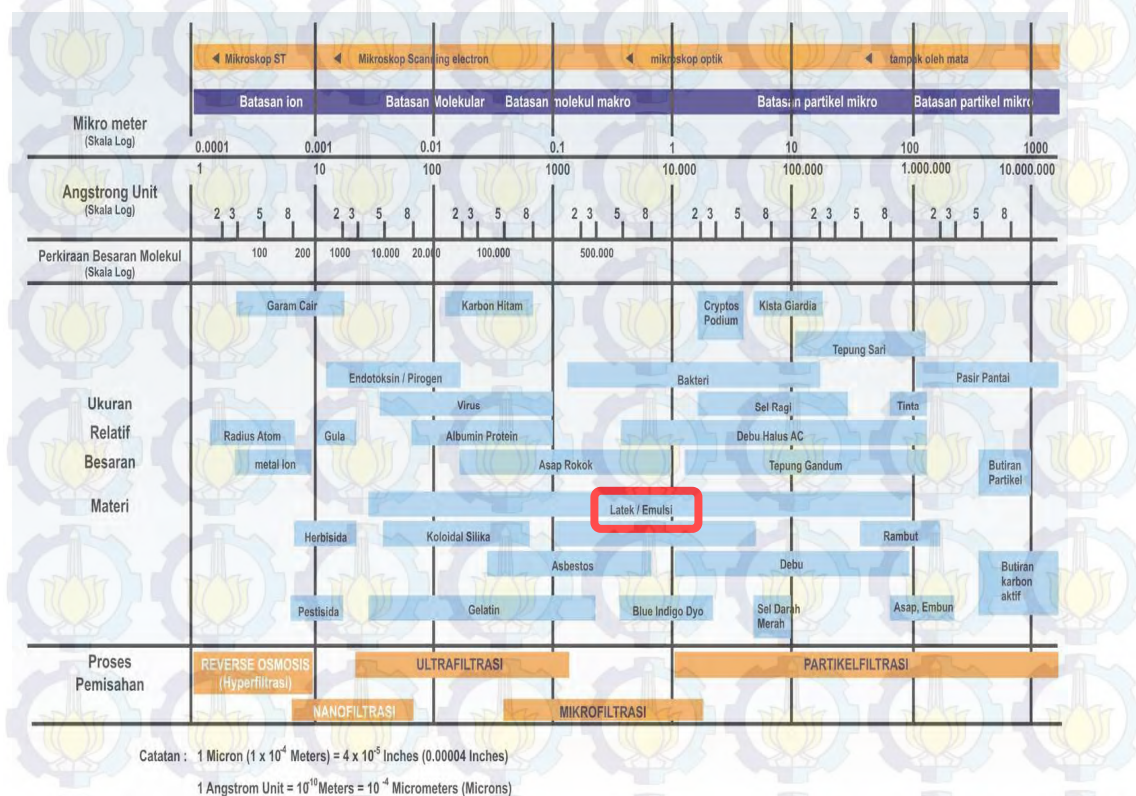 Mikroskop ST
Mikroskop Scanning electron
mikroskop optik
tampak oleh mata
Batasan ion
Batasan Molekular
Batasan molekul makro
Batasan partikel mikro
Batasan partikel mikro
Mikro meter
(Skala Log)
0.0001 0.001 0.01 0.1 1 10 100 1000
1 10 100 1000 10.000 100.000 1.000.000 10.000.000
Angstrong Unit
(Skala Log)
2 3 5 8 2 3 5 8 2 3 5 8 2 3 5 8 2 3 5 8 2 3 5 8 2 3 5 8
Perkiraan Besaran Molekul
(Skala Log)
100 200 1000 10.000 20.000 100.000 500.000
Garam Cair
Karbon Hitam
Cryptos
Podium
Kista Giardia
Tepung Sari
Endotoksin / Pirogen
Bakteri
Pasir Pantai
Ukuran
Relatif
Besaran
Materi
Virus
Sel Ragi
Tinta
Radius Atom
Gula
Albumin Protein
Debu Halus AC
metal Ion
Asap Rokok
Tepung Gandum
Butiran
Partikel
Latek / Emulsi
Herbisida
Koloidal Silika
Rambut
Asbestos
Debu
Butiran
karbon
aktif
Pestisida
Gelatin
Blue Indigo Dyo
Sel Darah
Merah
Asap, Embun
Proses
Pemisahan
REVERSE OSMOSIS
(Hyperfiltrasi)
ULTRAFILTRASI
PARTIKELFILTRASI
NANOFILTRASI
MIKROFILTRASI
Catatan : 1 Micron (1 x 10⁻⁴ Meters) = 4 x 10⁻⁵ Inches (0.00004 Inches)
1 Angstrom Unit = 10⁻¹⁰ Meters = 10⁻⁴ Micrometers (Microns)